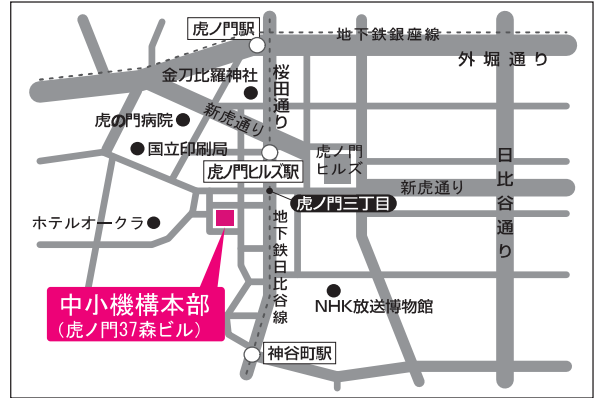 虎ノ門駅
地下鉄銀座線
外堀通り
金刀比羅神社
桜田通り
新虎通り
虎の門病院
国立印刷局
虎ノ門
ヒルズ
虎ノ門ヒルズ駅
日比谷通り
新虎通り
虎ノ門三丁目
ホテルオークラ
地下鉄日比谷線
中小機構本部
(虎ノ門37森ビル)
NHK放送博物館
神谷町駅